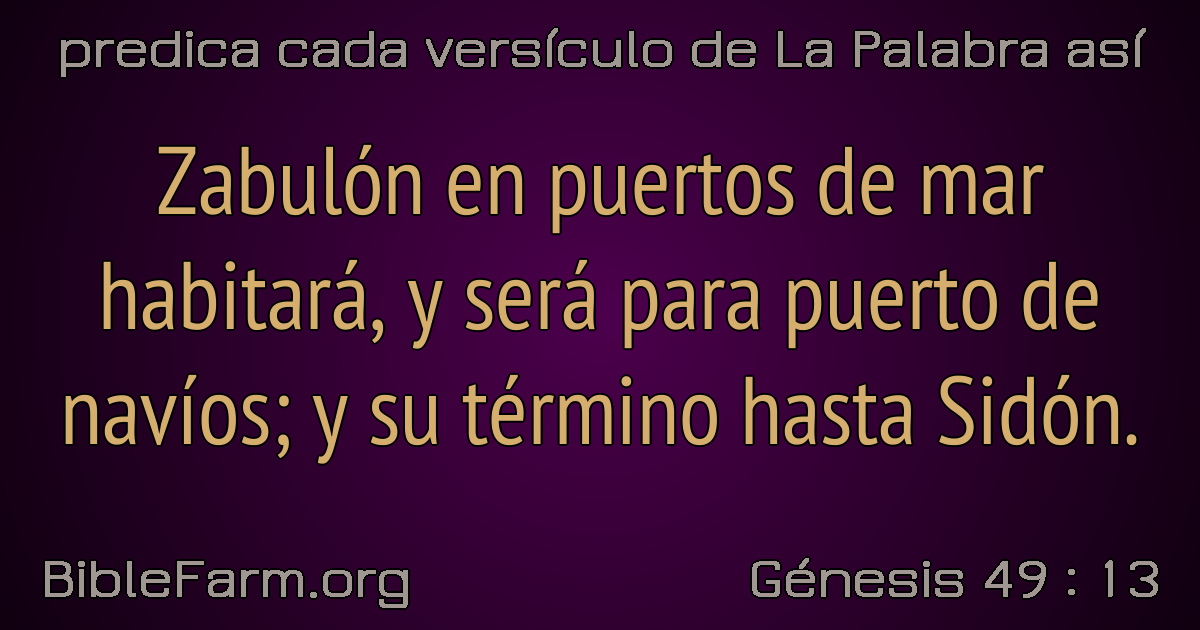 predica cada versículo de La Palabra así
Zabulón en puertos de mar
habitará, y será para puerto de
navíos; y su término hasta Sidón.
BibleFarm.org
Génesis 49 : 13